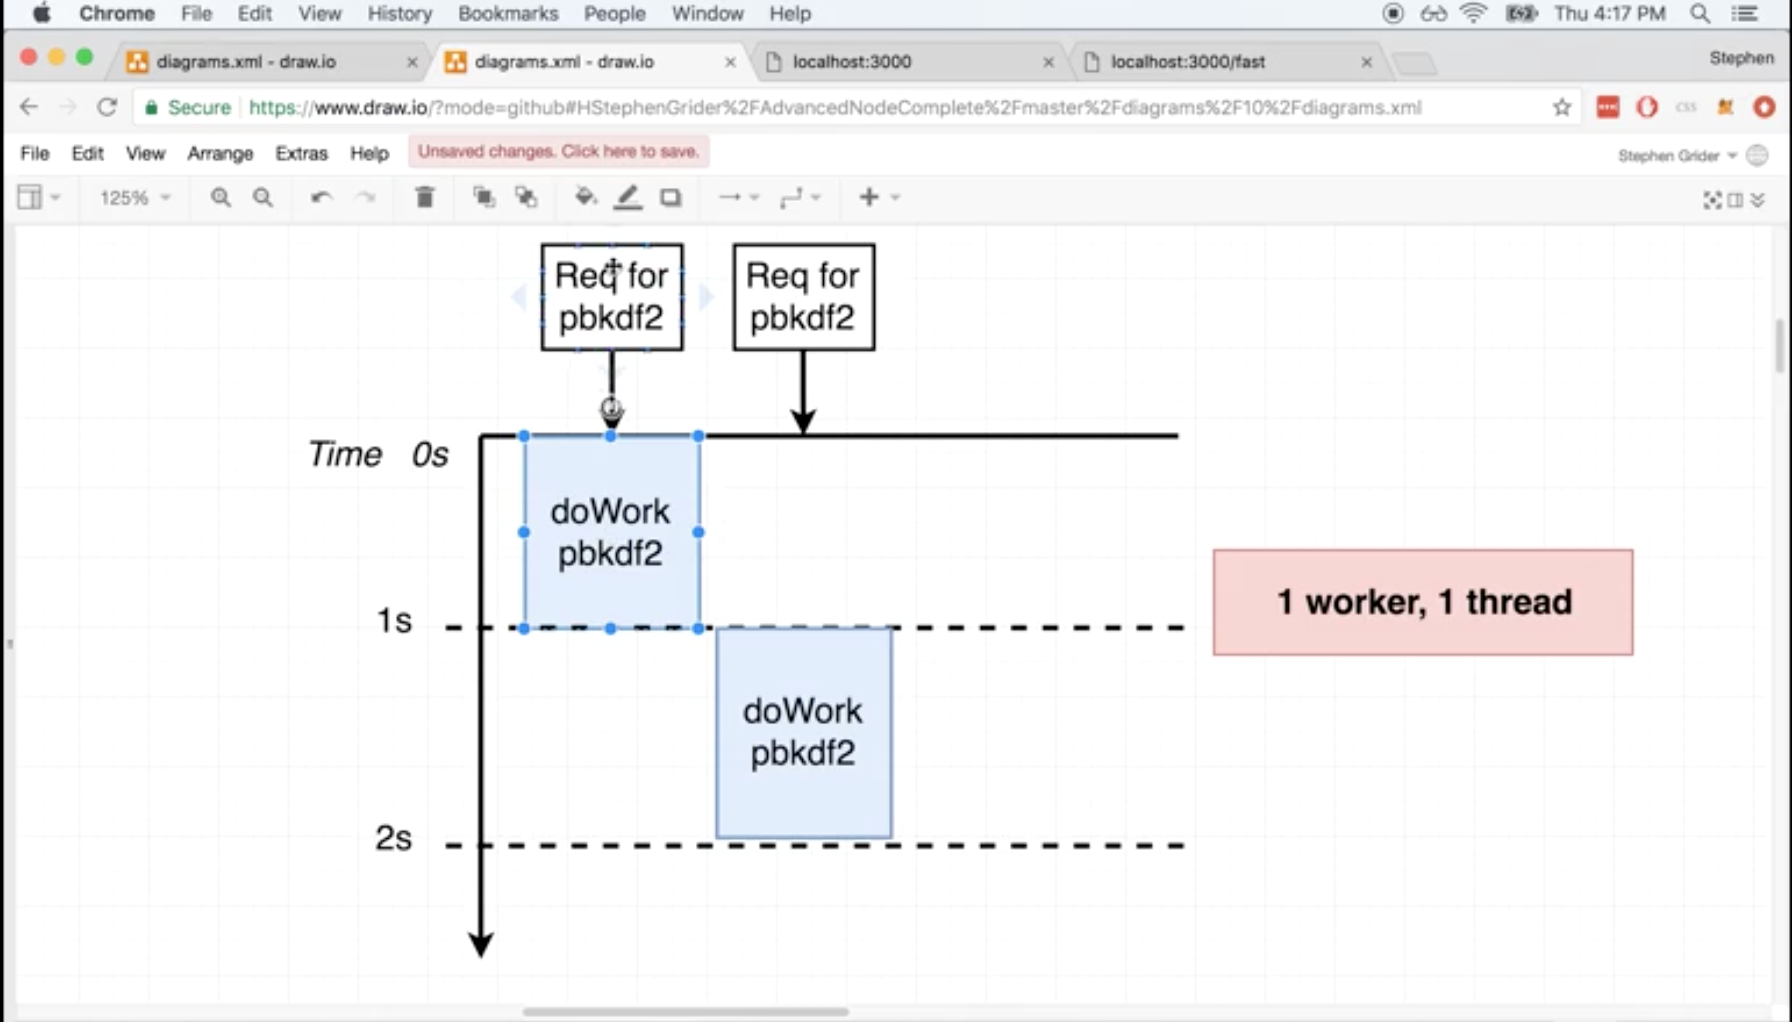 Chrome File Edit View History Bookmarks People Window Help Thu 4:17 PM
diagrams.xml - draw.io diagrams.xml - draw.io localhost:3000 localhost:3000/fast Stephen
Secure https://www.draw.io/?mode=github#HStephenGrider%2FAdvancedNodeComplete%2Fmaster%2Fdiagrams%2F10%2Fdiagrams.xml CSS
File Edit View Arrange Extras Help Unsaved changes. Click here to save. Stephen Grider
125%
Req for
pbkdf2
Req for
pbkdf2
Time 0s
doWork
pbkdf2
1s
1 worker, 1 thread
doWork
pbkdf2
2s